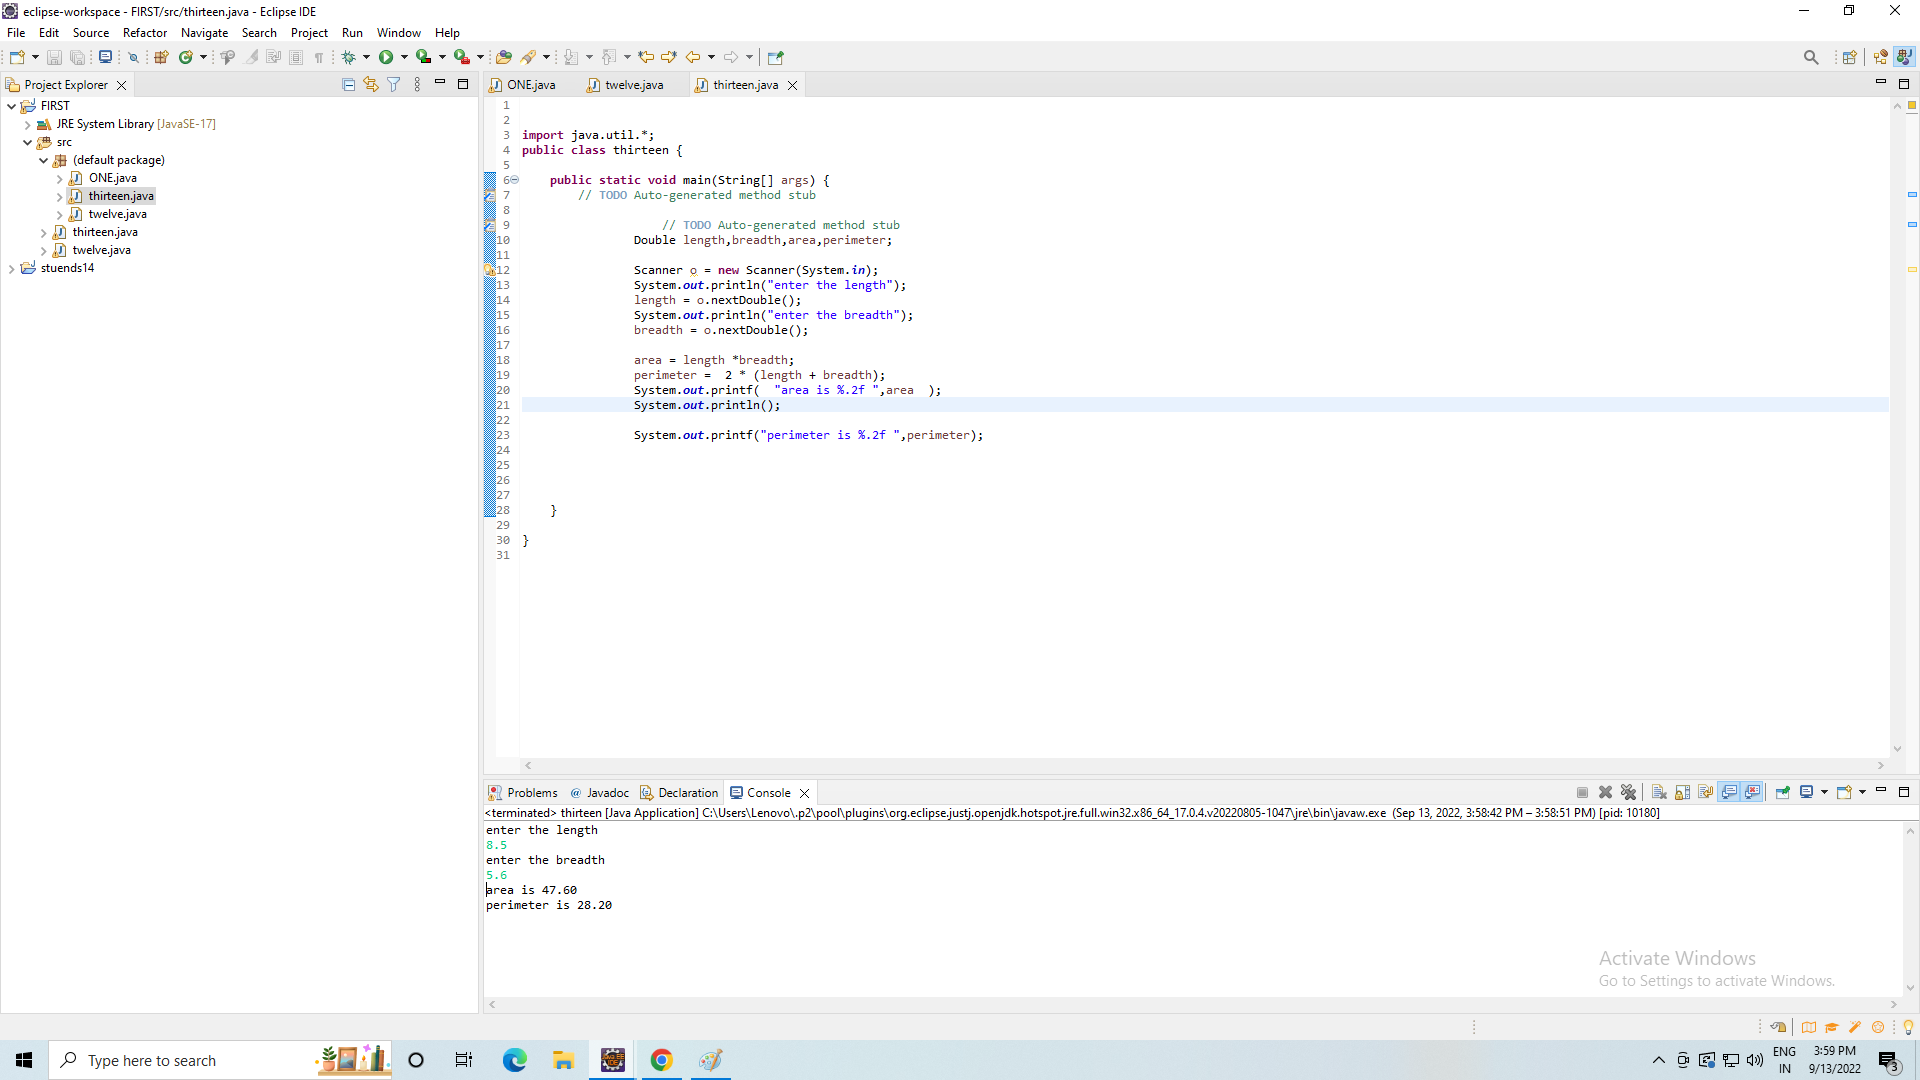 eclipse-workspace - FIRST/src/thirteen.java - Eclipse IDE
File Edit Source Refactor Navigate Search Project Run Window Help
Project Explorer
FIRST
JRE System Library [JavaSE-17]
src
(default package)
ONE.java
thirteen.java
twelve.java
thirteen.java
twelve.java
stuends14
ONE.java twelve.java thirteen.java
1
2
3 import java.util.*;
4 public class thirteen {
5
6 public static void main(String[] args) {
7 // TODO Auto-generated method stub
8
9 // TODO Auto-generated method stub
10 Double length,breadth,area,perimeter;
11
12 Scanner o = new Scanner(System.in);
13 System.out.println("enter the length");
14 length = o.nextDouble();
15 System.out.println("enter the breadth");
16 breadth = o.nextDouble();
17
18 area = length *breadth;
19 perimeter =  2 * (length + breadth);
20 System.out.printf(  "area is %.2f ",area  );
21 System.out.println();
22
23 System.out.printf("perimeter is %.2f ",perimeter);
24
25
26
27
28 }
29
30 }
31
Problems @ Javadoc Declaration Console
<terminated> thirteen [Java Application] C:\Users\Lenovo\.p2\pool\plugins\org.eclipse.justj.openjdk.hotspot.jre.full.win32.x86_64_17.0.4.v20220805-1047\jre\bin\javaw.exe (Sep 13, 2022, 3:58:42 PM – 3:58:51 PM) [pid: 10180]
enter the length
8.5
enter the breadth
5.6
area is 47.60
perimeter is 28.20
Activate Windows
Go to Settings to activate Windows.
Type here to search
ENG
IN
3:59 PM
9/13/2022
3